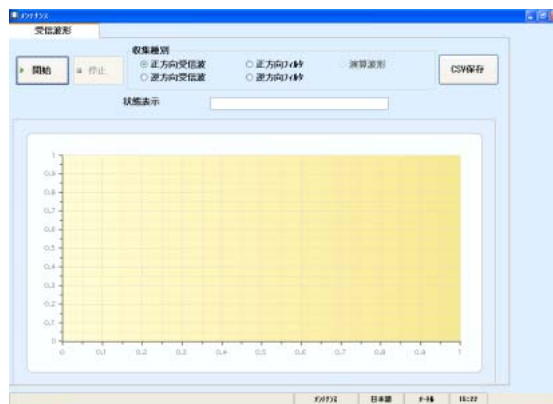 ﾒﾝﾃﾅﾝｽ
受信波形
開始
停止
収集種別
正方向受信波
正方向ﾌｨﾙﾀ
演算波形
逆方向受信波
逆方向ﾌｨﾙﾀ
CSV保存
状態表示
1
0.9
0.8
0.7
0.6
0.5
0.4
0.3
0.2
0.1
0
0 0.1 0.2 0.3 0.4 0.5 0.6 0.7 0.8 0.9 1
ﾒﾝﾃﾅﾝｽ 日本語 ﾒｰﾄﾙ 15:22